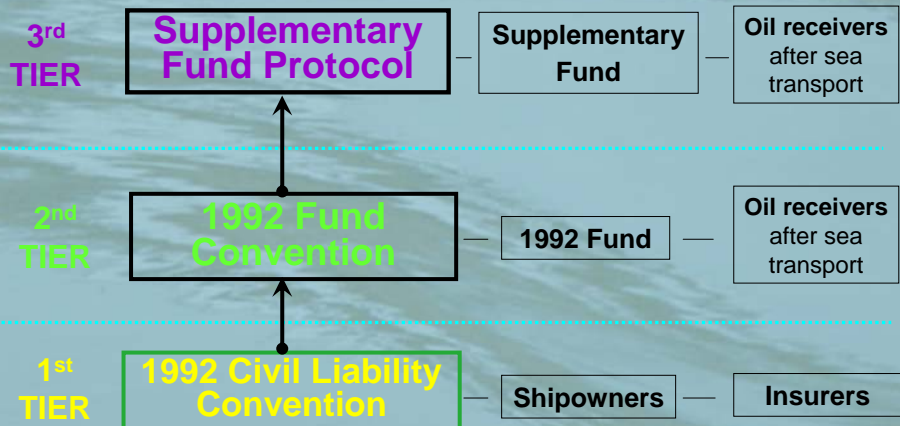 3rd
TIER
Supplementary
Fund Protocol
Supplementary
Fund
Oil receivers
after sea
transport
2nd
TIER
1992 Fund
Convention
1992 Fund
Oil receivers
after sea
transport
1st
TIER
1992 Civil Liability
Convention
Shipowners
Insurers